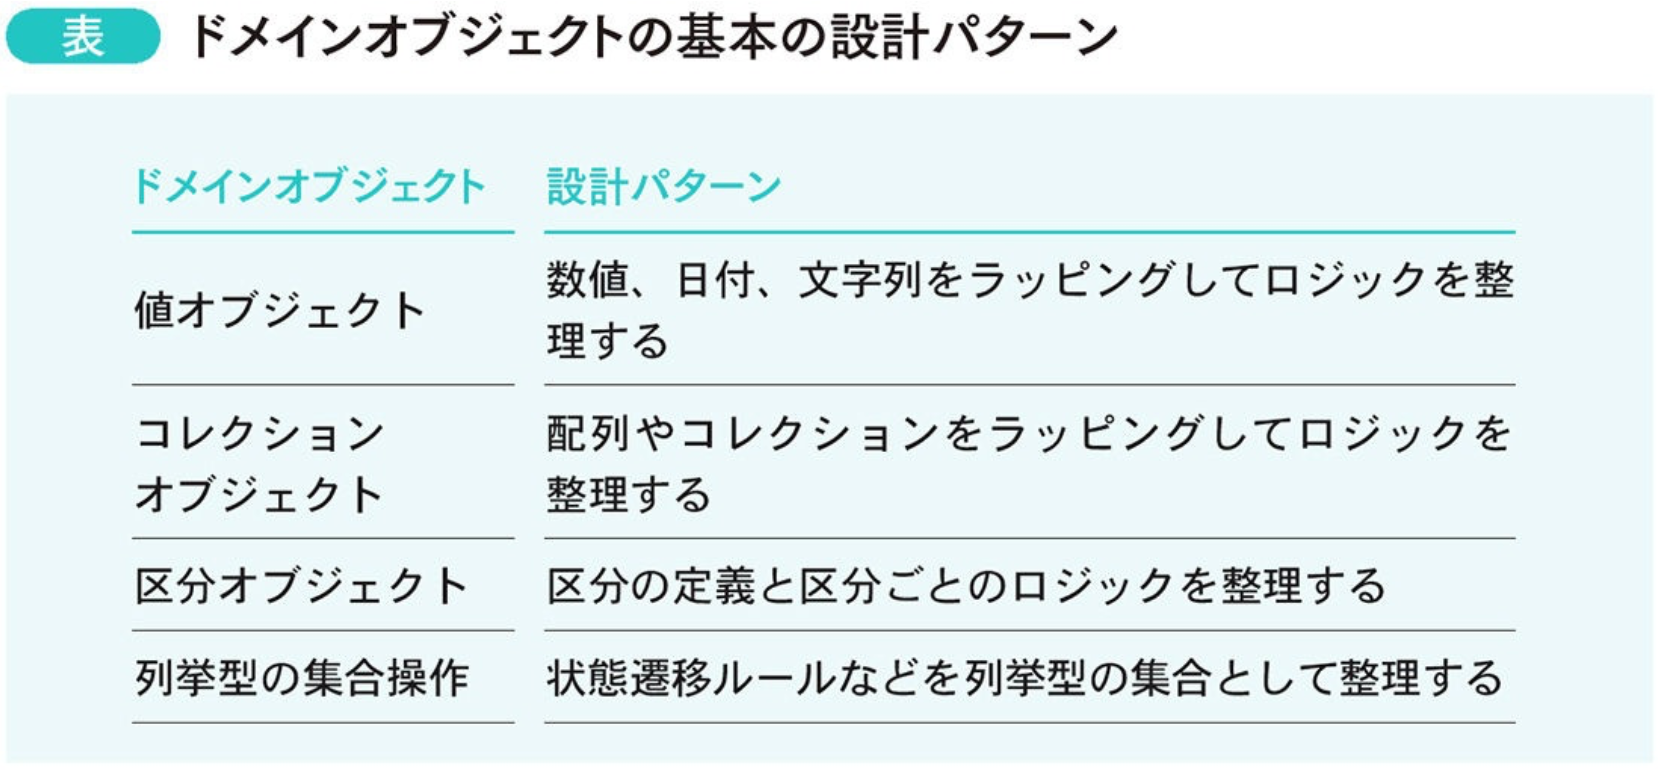 表 ドメインオブジェクトの基本の設計パターン
ドメインオブジェクト 設計パターン
値オブジェクト
数値、日付、文字列をラッピングしてロジックを整
理する
コレクション
オブジェクト
配列やコレクションをラッピングしてロジックを
整理する
区分オブジェクト 区分の定義と区分ごとのロジックを整理する
列挙型の集合操作 状態遷移ルールなどを列挙型の集合として整理する